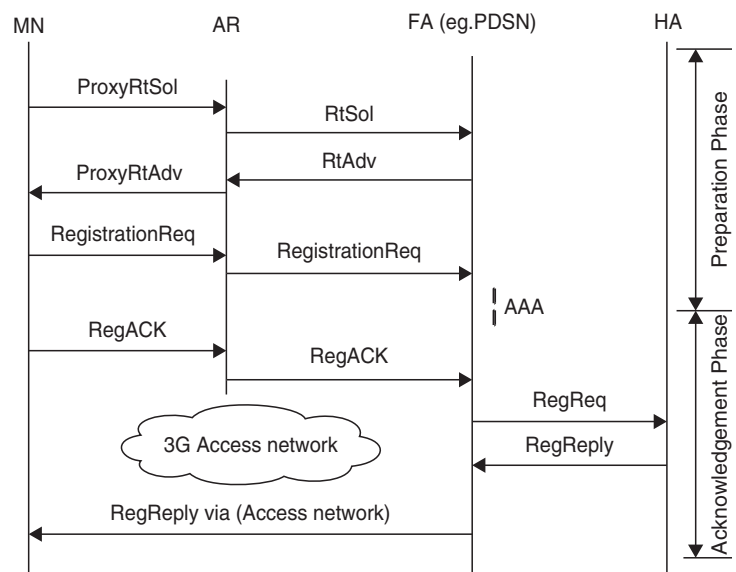 MN
AR
FA (eg.PDSN)
HA
ProxyRtSol
RtSol
RtAdv
ProxyRtAdv
RegistrationReq
RegistrationReq
AAA
RegACK
RegACK
RegReq
3G Access network
RegReply
RegReply via (Access network)
Preparation Phase
Acknowledgement Phase